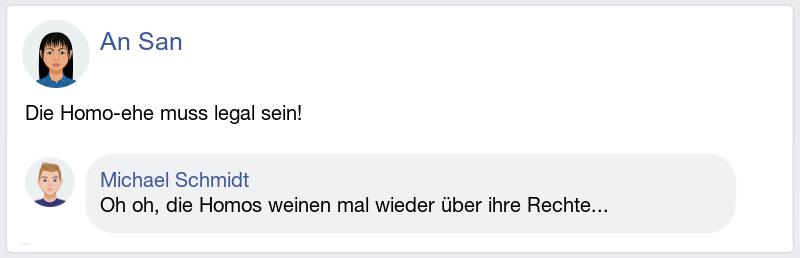 An San
Die Homo-ehe muss legal sein!
Michael Schmidt
Oh oh, die Homos weinen mal wieder über ihre Rechte...